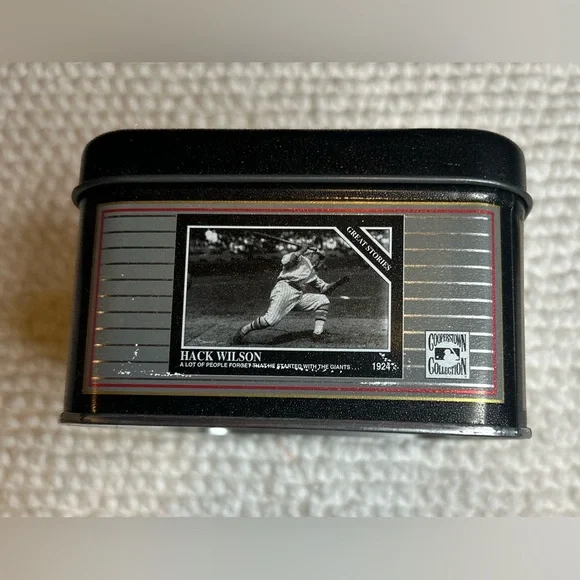 GREAT STORIES
HACK WILSON
A LOT OF PEOPLE FORGET THAT HE STARTED WITH THE GIANTS . . . 1924
COOPERSTOWN
COLLECTION